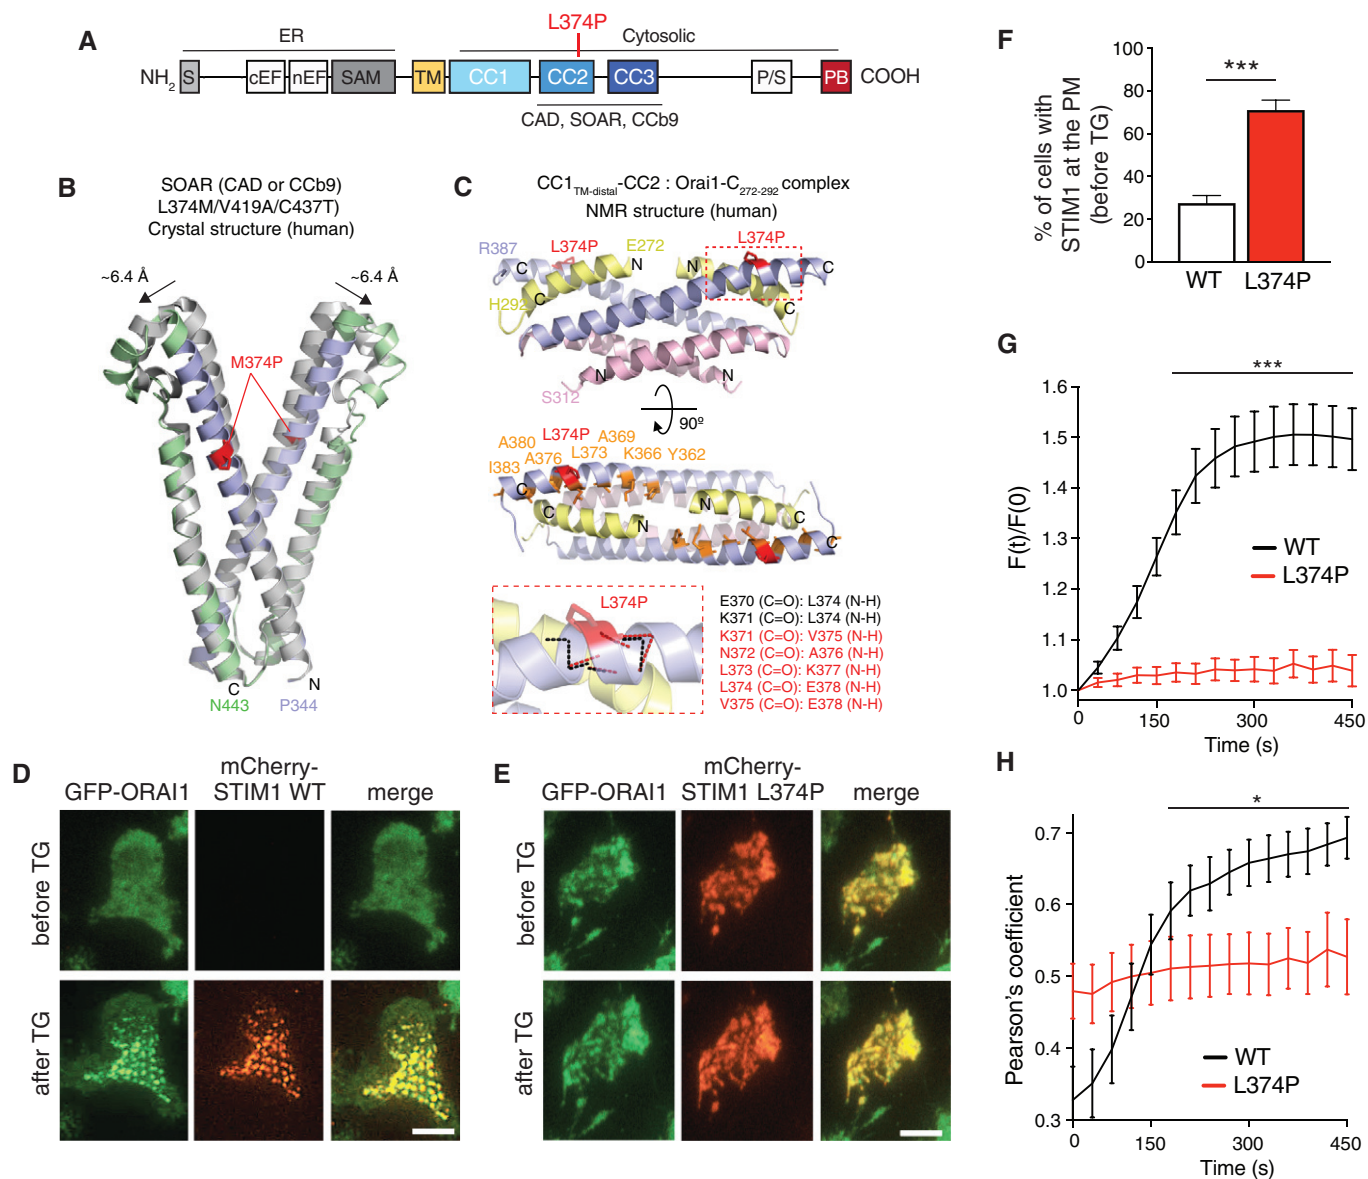 A
L374P
ER
Cytosolic
NH2 S cEF nEF SAM TM CC1 CC2 CC3 P/S PB COOH
CAD, SOAR, CCb9
B
SOAR (CAD or CCb9)
L374M/V419A/C437T)
Crystal structure (human)
~6.4 Å
~6.4 Å
M374P
C
N
N443
P344
C
CC1TM-distal-CC2 : Orai1-C272-292 complex
NMR structure (human)
L374P
R387
L374P
E272
C
N
N
C
H292
C
C
N
N
S312
90º
A380
L374P
A369
I383
A376
L373
K366
Y362
C
N
C
N
C
C
L374P
E370 (C=O): L374 (N-H)
K371 (C=O): L374 (N-H)
K371 (C=O): V375 (N-H)
N372 (C=O): A376 (N-H)
L373 (C=O): K377 (N-H)
L374 (C=O): E378 (N-H)
V375 (C=O): E378 (N-H)
D
GFP-ORAI1
mCherry-
STIM1 WT
merge
before TG
after TG
E
GFP-ORAI1
mCherry-
STIM1 L374P
merge
before TG
after TG
F
% of cells with
STIM1 at the PM
(before TG)
100
80
60
40
20
0
***
WT
L374P
G
F(t)/F(0)
1.6
1.5
1.4
1.3
1.2
1.1
1.0
***
WT
L374P
0
150
300
450
Time (s)
H
Pearson's coefficient
0.7
0.6
0.5
0.4
0.3
*
WT
L374P
0
150
300
450
Time (s)